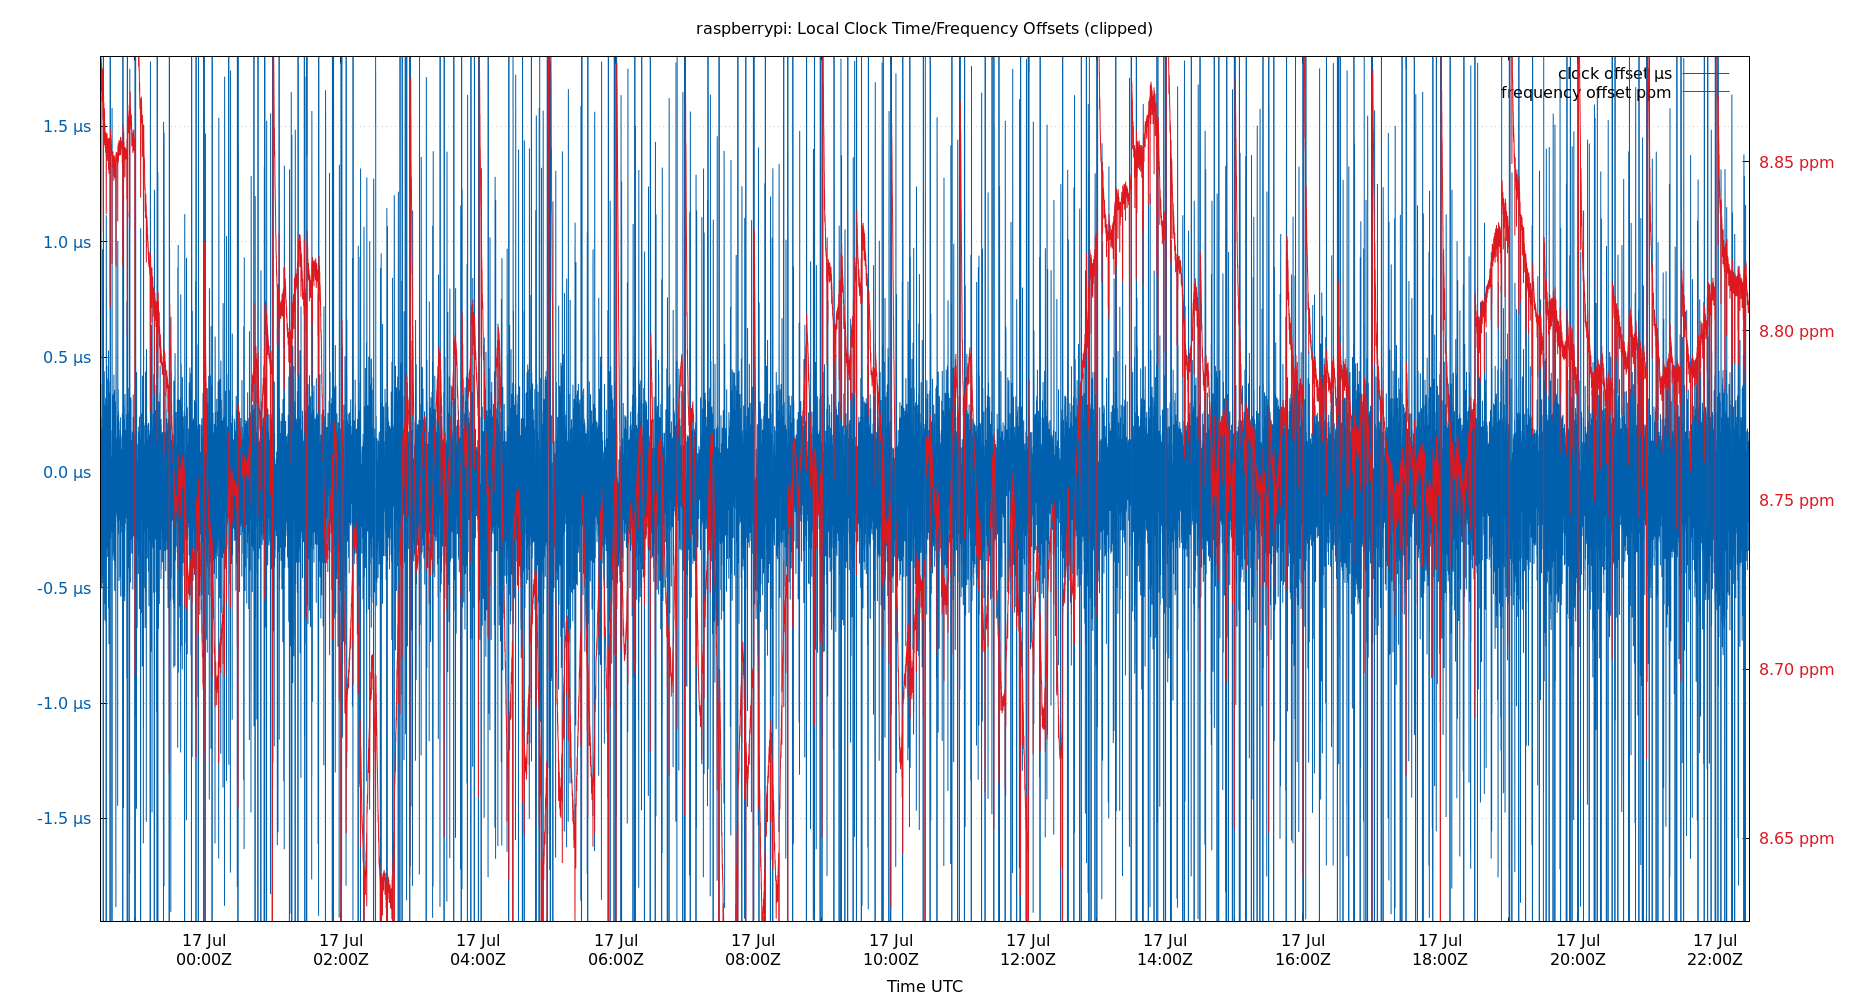 raspberrypi: Local Clock Time/Frequency Offsets (clipped)
clock offset µs
frequency offset ppm
1.5 µs
1.0 µs
0.5 µs
0.0 µs
-0.5 µs
-1.0 µs
-1.5 µs
8.85 ppm
8.80 ppm
8.75 ppm
8.70 ppm
8.65 ppm
17 Jul 17 Jul 17 Jul 17 Jul 17 Jul 17 Jul 17 Jul 17 Jul 17 Jul 17 Jul 17 Jul 17 Jul
00:00Z 02:00Z 04:00Z 06:00Z 08:00Z 10:00Z 12:00Z 14:00Z 16:00Z 18:00Z 20:00Z 22:00Z
Time UTC